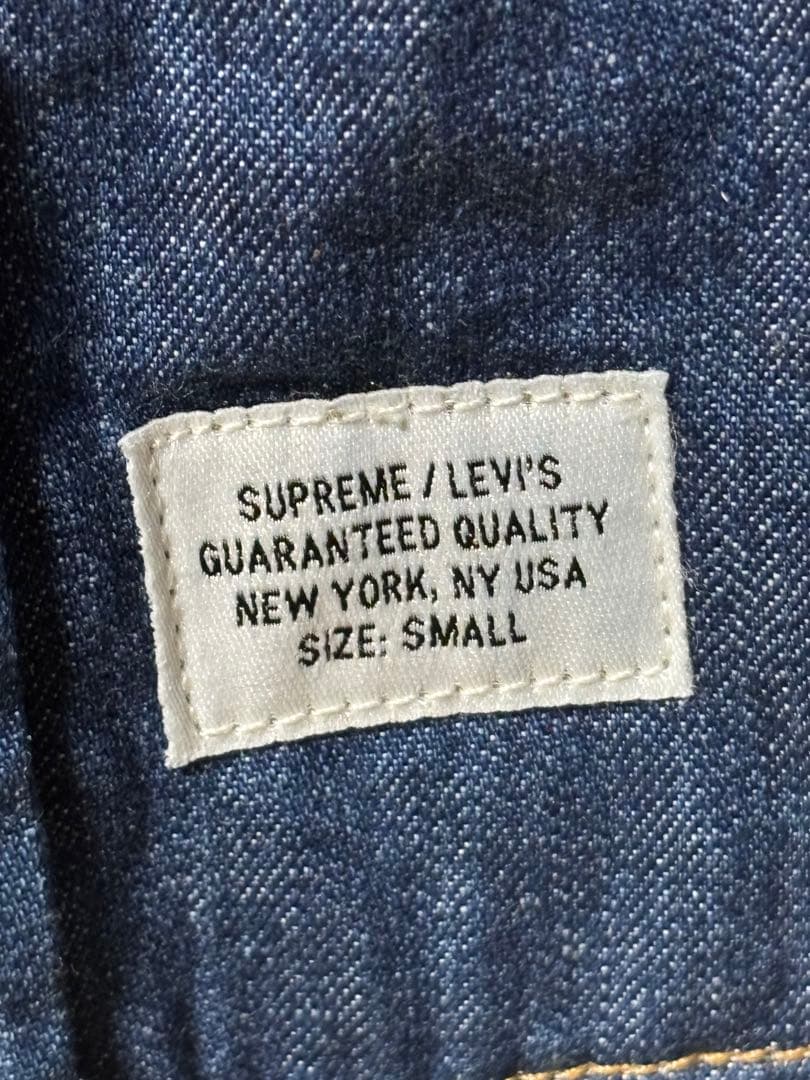 SUPREME / LEVI'S
GUARANTEED QUALITY
NEW YORK, NY USA
SIZE: SMALL